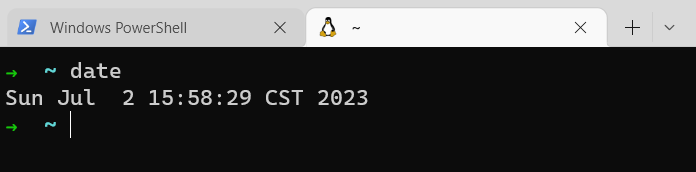 Windows PowerShell
~
→ ~ date
Sun Jul  2 15:58:29 CST 2023
→ ~